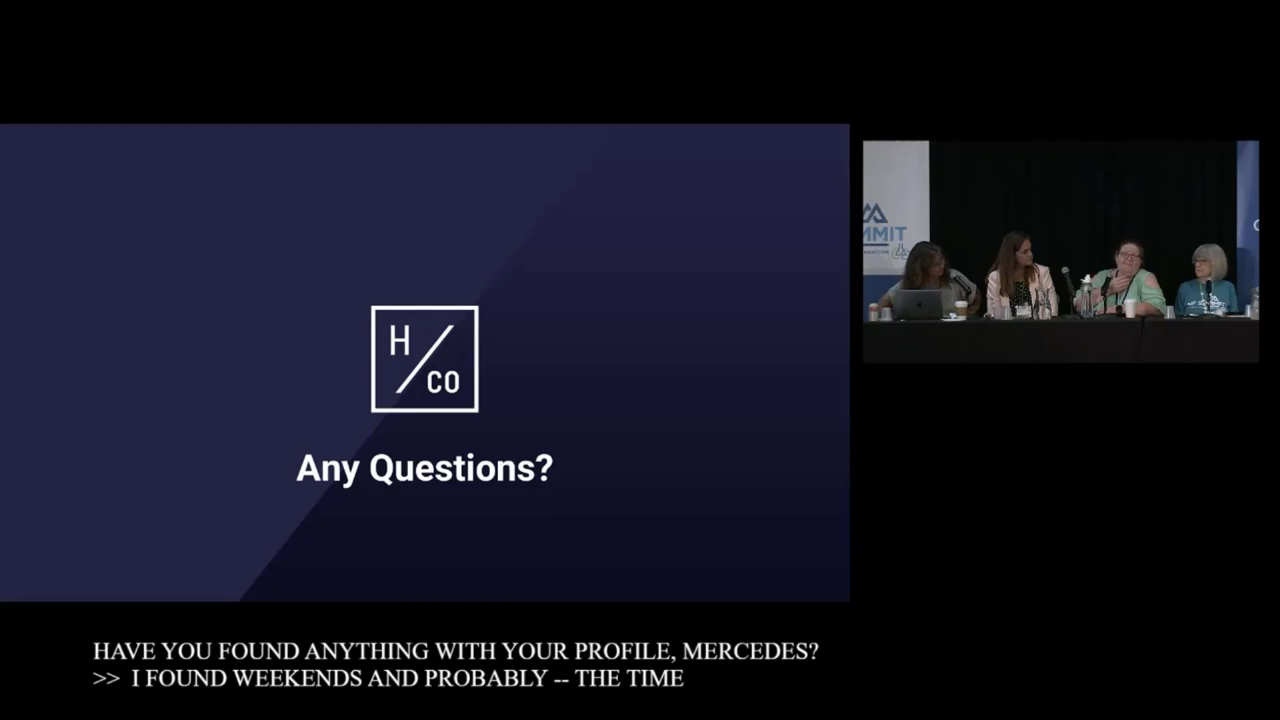 H
CO
Any Questions?
MMIT
HAVE YOU FOUND ANYTHING WITH YOUR PROFILE, MERCEDES?
>> I FOUND WEEKENDS AND PROBABLY -- THE TIME